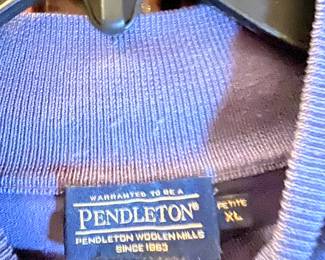 WARRANTED TO BE A
PENDLETON®
PENDLETON WOOLEN MILLS
SINCE 1863
PETITE
XL